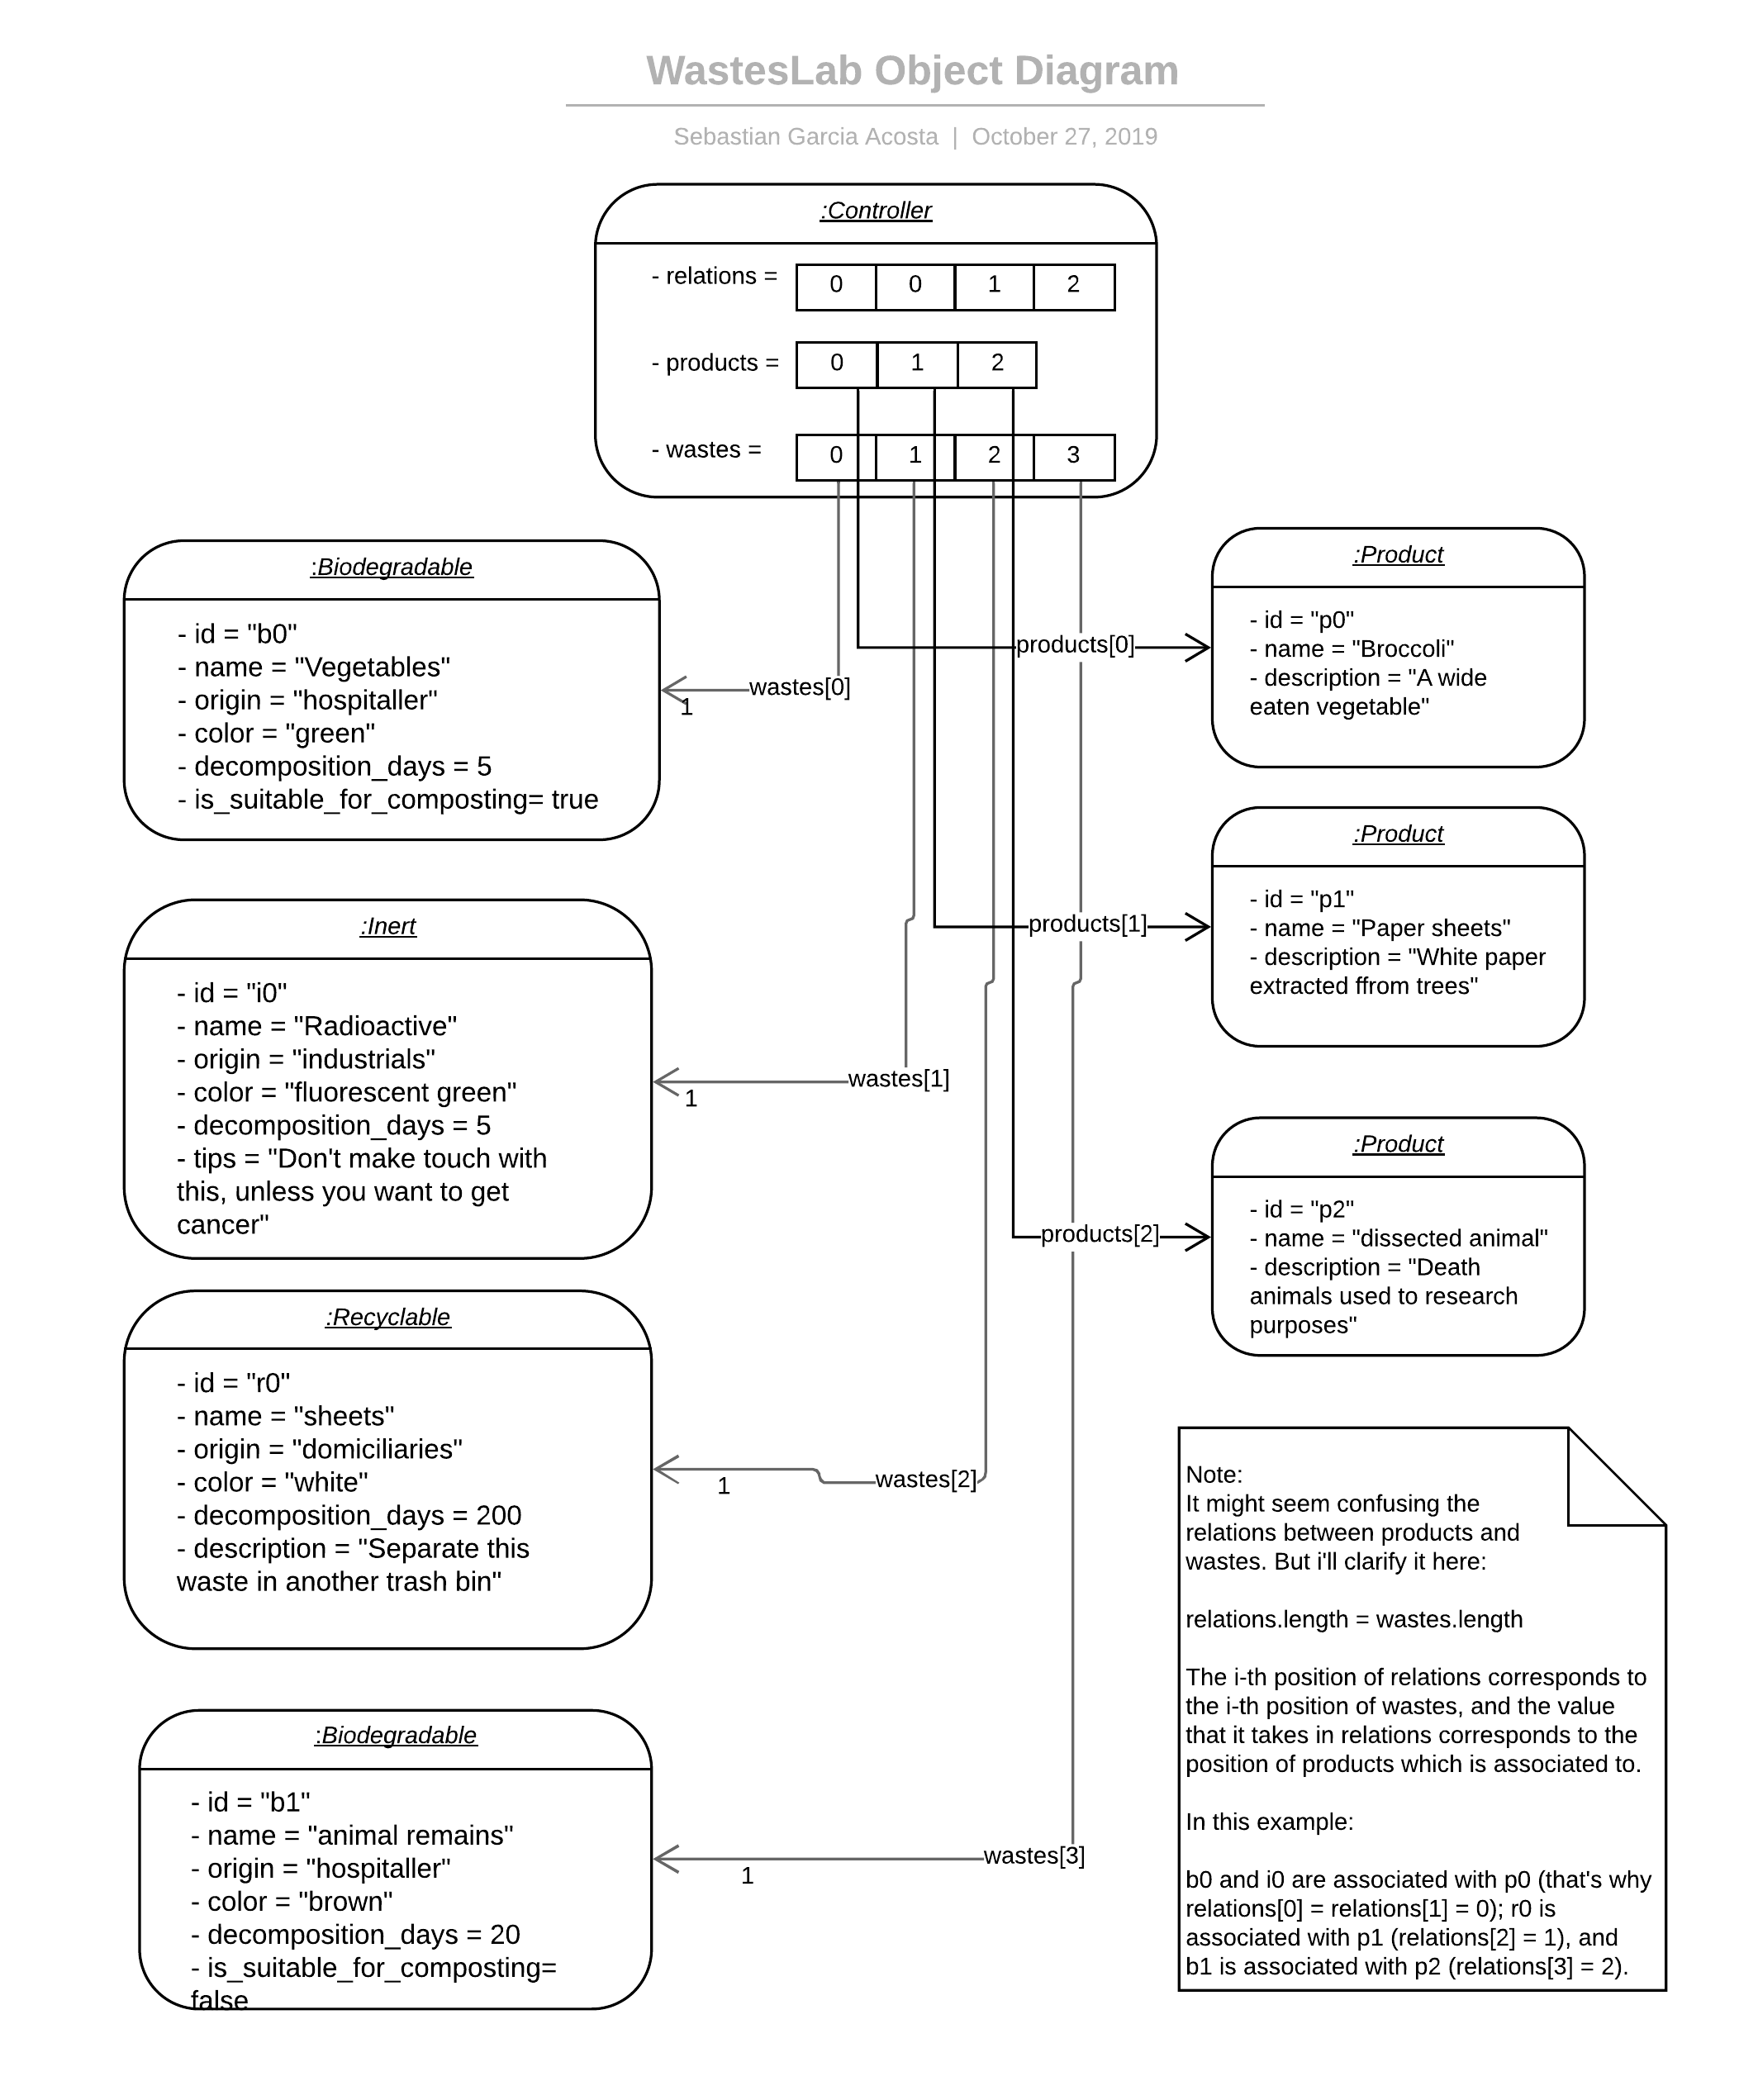 WastesLab Object Diagram
Sebastian Garcia Acosta | October 27, 2019
:Controller
- relations = 0 0 1 2
- products = 0 1 2
- wastes = 0 1 2 3
:Biodegradable
- id = "b0"
- name = "Vegetables"
- origin = "hospitaller"
- color = "green"
- decomposition_days = 5
- is_suitable_for_composting= true
wastes[0]
1
products[0]
:Product
- id = "p0"
- name = "Broccoli"
- description = "A wide
eaten vegetable"
:Inert
- id = "i0"
- name = "Radioactive"
- origin = "industrials"
- color = "fluorescent green"
- decomposition_days = 5
- tips = "Don't make touch with
this, unless you want to get
cancer"
wastes[1]
1
products[1]
:Product
- id = "p1"
- name = "Paper sheets"
- description = "White paper
extracted ffrom trees"
products[2]
:Product
- id = "p2"
- name = "dissected animal"
- description = "Death
animals used to research
purposes"
:Recyclable
- id = "r0"
- name = "sheets"
- origin = "domiciliaries"
- color = "white"
- decomposition_days = 200
- description = "Separate this
waste in another trash bin"
wastes[2]
1
:Biodegradable
- id = "b1"
- name = "animal remains"
- origin = "hospitaller"
- color = "brown"
- decomposition_days = 20
- is_suitable_for_composting=
false
wastes[3]
1
Note:
It might seem confusing the
relations between products and
wastes. But i'll clarify it here:
relations.length = wastes.length
The i-th position of relations corresponds to
the i-th position of wastes, and the value
that it takes in relations corresponds to the
position of products which is associated to.
In this example:
b0 and i0 are associated with p0 (that's why
relations[0] = relations[1] = 0); r0 is
associated with p1 (relations[2] = 1), and
b1 is associated with p2 (relations[3] = 2).